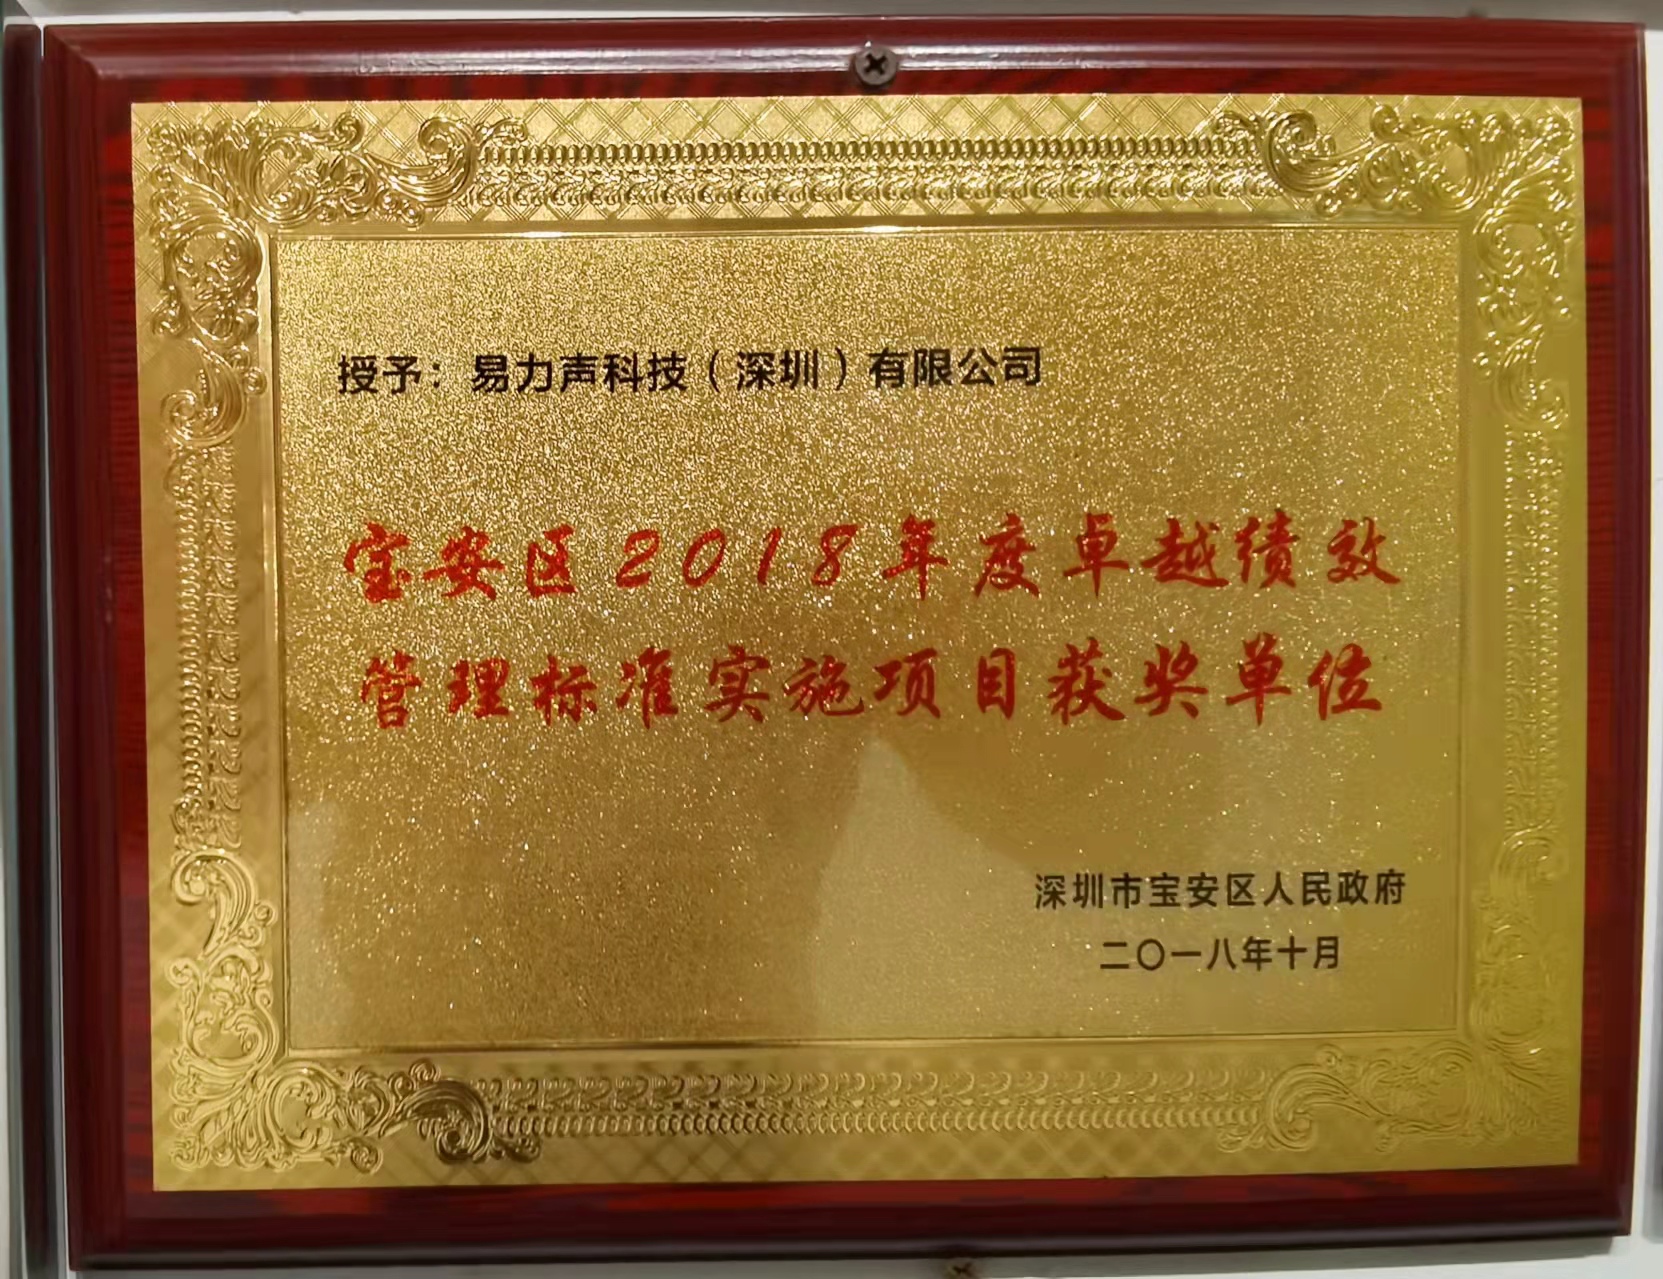 授予：易力声科技（深圳）有限公司
宝安区2018年度卓越绩效
管理标准实施项目获奖单位
深圳市宝安区人民政府
二〇一八年十月